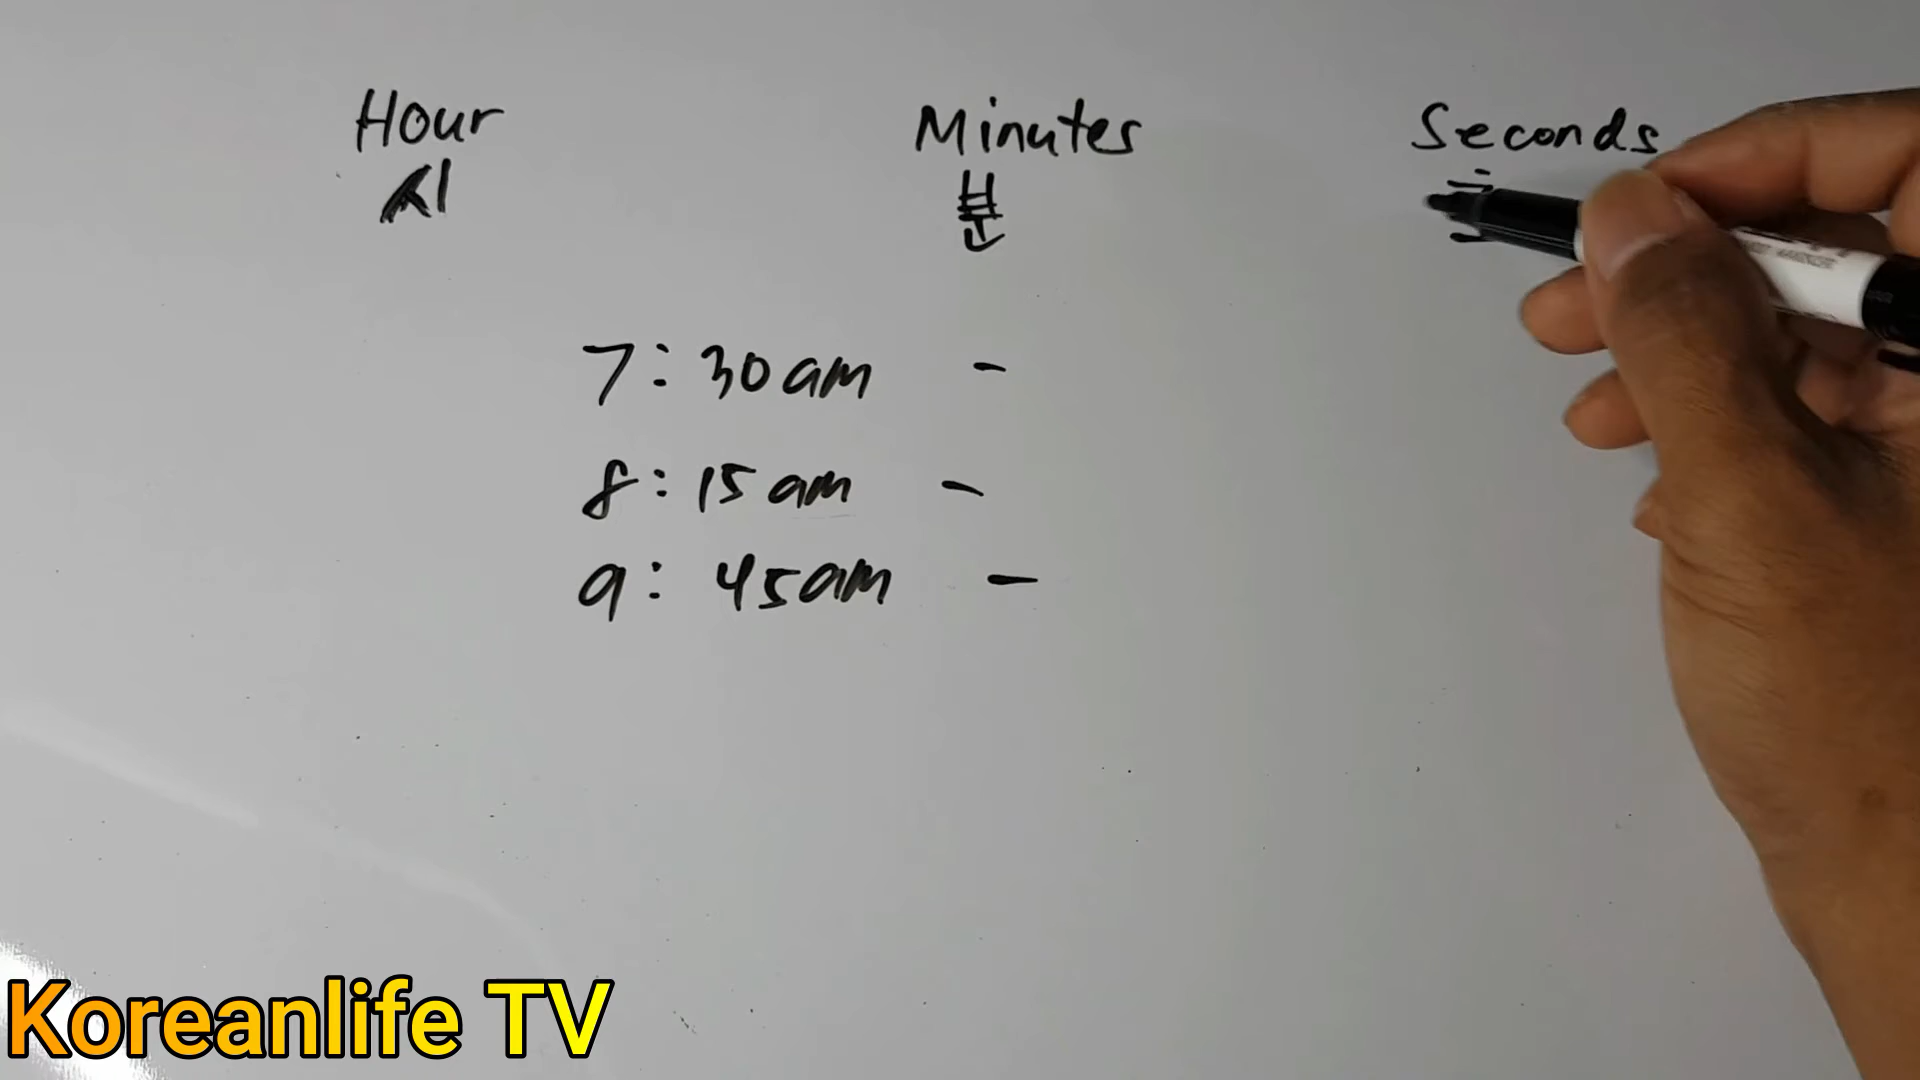 Hour Minutes Seconds
시 분
7:30am -
8:15am -
9:45am -
Koreanlife TV